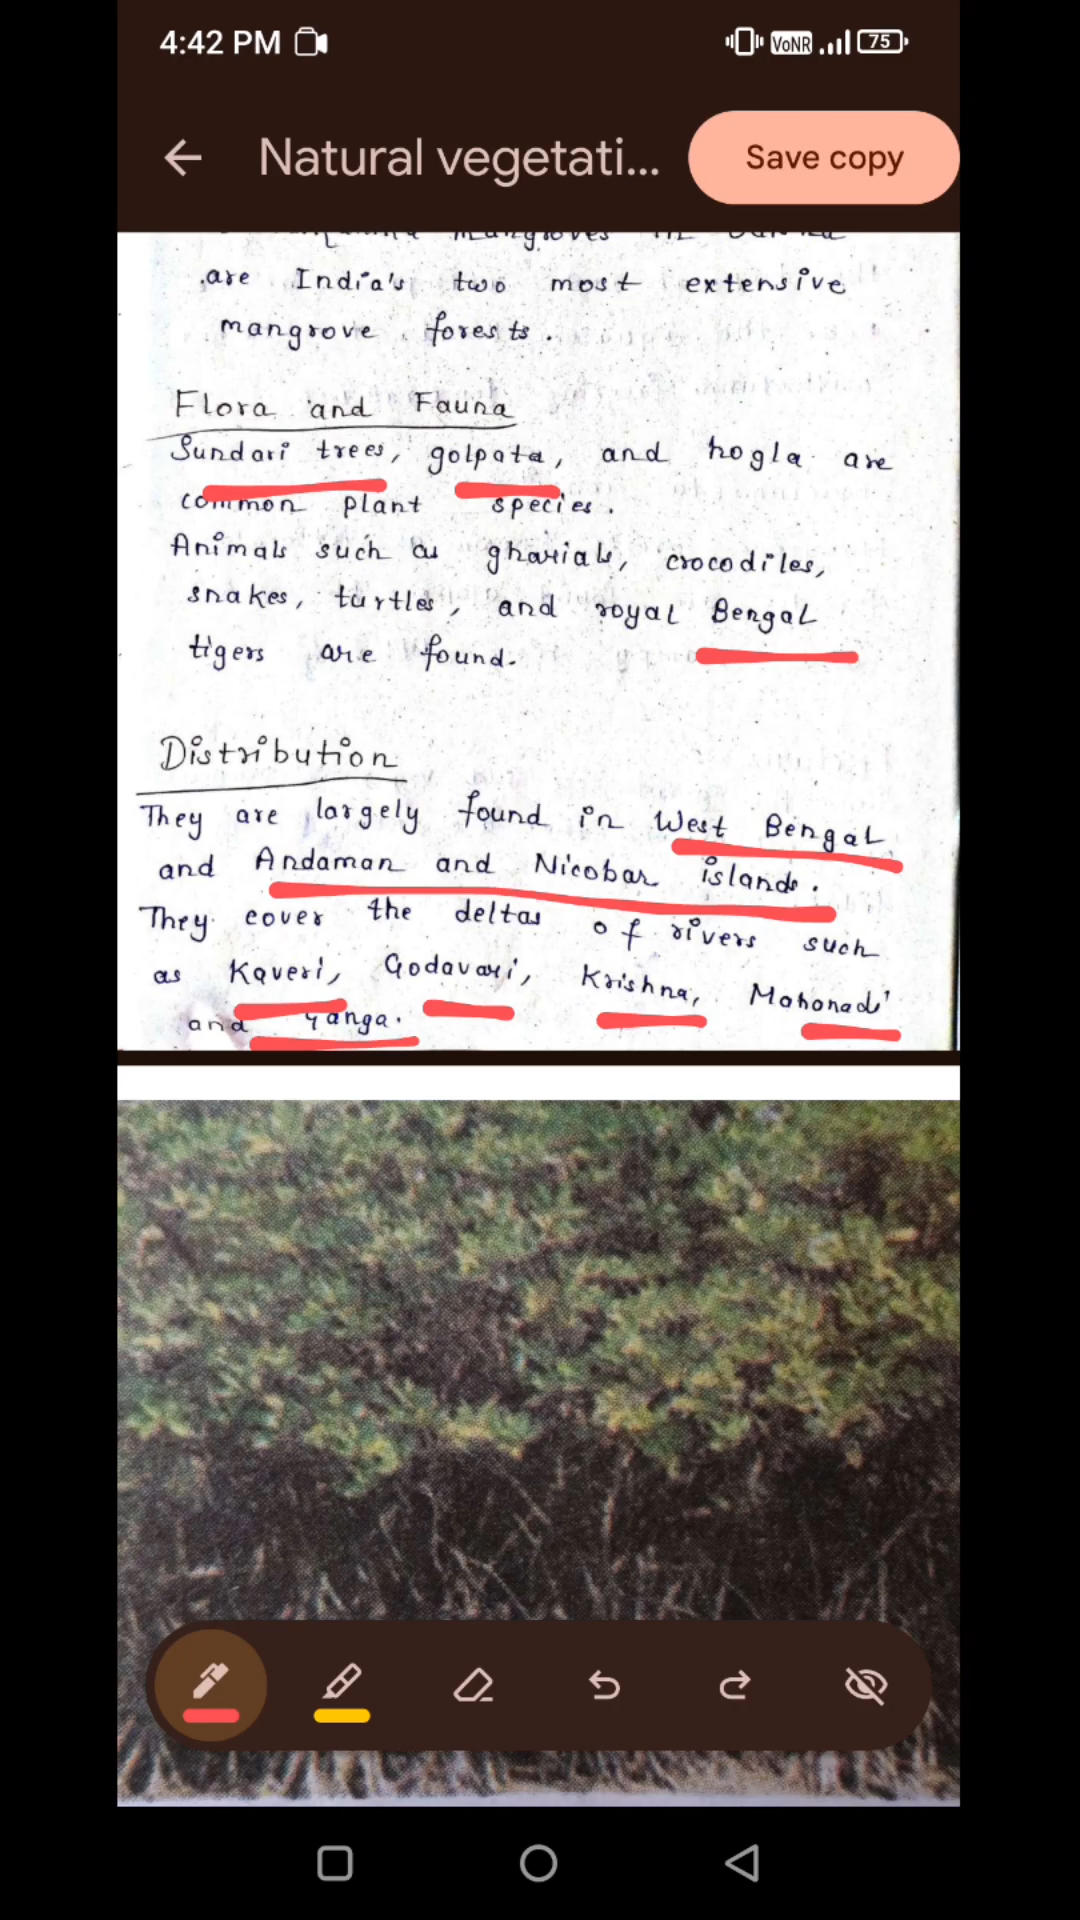 4:42 PM
VoNR
75
Natural vegetati...
Save copy
mangroves in
are India's two most extensive
mangrove forests.
Flora and Fauna
Sundari trees, golpata, and hogla are
common plant species.
Animals such as gharials, crocodiles,
snakes, turtles, and royal Bengal
tigers are found.
Distribution
They are largely found in West Bengal
and Andaman and Nicobar islands.
They cover the deltas of rivers such
as Kaveri, Godavari, Krishna, Mahanadi
and Ganga.